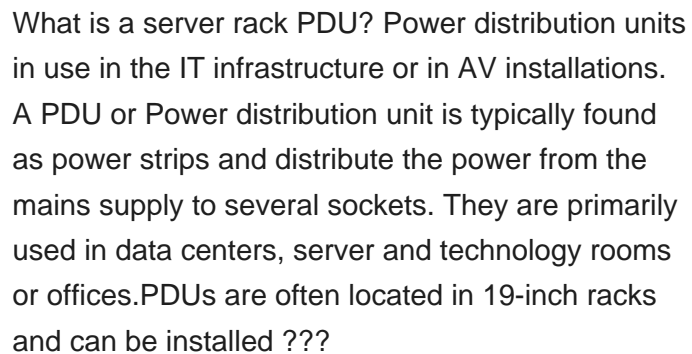 What is a server rack PDU? Power distribution units
in use in the IT infrastructure or in AV installations.
A PDU or Power distribution unit is typically found
as power strips and distribute the power from the
mains supply to several sockets. They are primarily
used in data centers, server and technology rooms
or offices.PDUs are often located in 19-inch racks
and can be installed ???